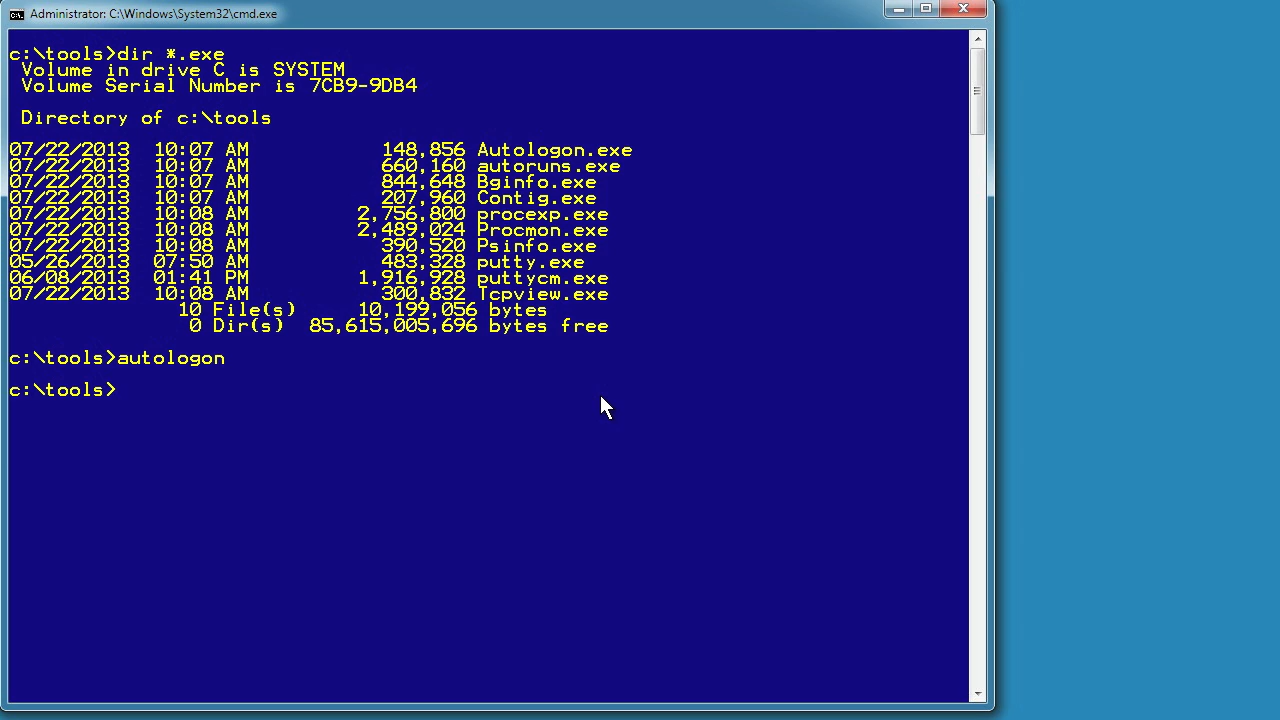 Administrator: C:\Windows\System32\cmd.exe
c:\tools>dir *.exe
 Volume in drive C is SYSTEM
 Volume Serial Number is 7CB9-9DB4
 Directory of c:\tools
07/22/2013  10:07 AM           148,856 Autologon.exe
07/22/2013  10:07 AM           660,160 autoruns.exe
07/22/2013  10:07 AM           844,648 Bginfo.exe
07/22/2013  10:07 AM           207,960 Contig.exe
07/22/2013  10:08 AM         2,756,800 procexp.exe
07/22/2013  10:08 AM         2,489,024 Procmon.exe
07/22/2013  10:08 AM           390,520 Psinfo.exe
05/26/2013  07:50 AM           483,328 putty.exe
06/08/2013  01:41 PM         1,916,928 puttycm.exe
07/22/2013  10:08 AM           300,832 Tcpview.exe
              10 File(s)     10,199,056 bytes
               0 Dir(s)  85,615,005,696 bytes free
c:\tools>autologon
c:\tools>